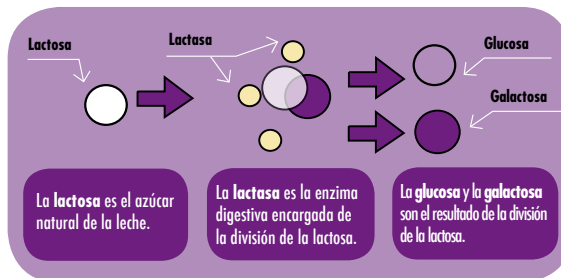 Lactosa
Lactasa
Glucosa
Galactosa
La lactosa es el azúcar
natural de la leche.
La lactasa es la enzima
digestiva encargada de
la división de la lactosa.
La glucosa y la galactosa
son el resultado de la división
de la lactosa.